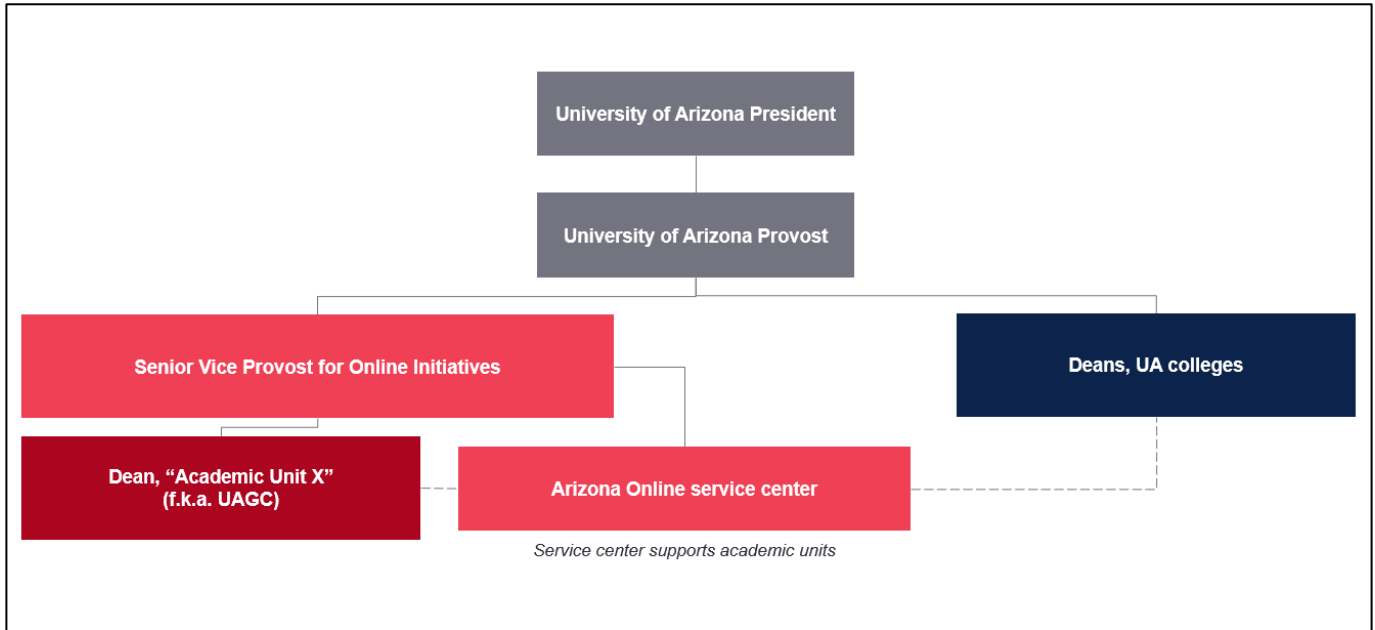 University of Arizona President
University of Arizona Provost
Senior Vice Provost for Online Initiatives
Deans, UA colleges
Dean, “Academic Unit X”
(f.k.a. UAGC)
Arizona Online service center
Service center supports academic units